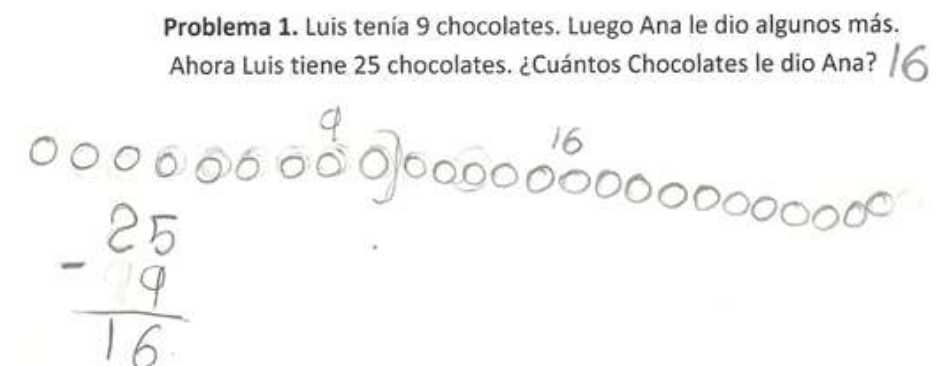 Problema 1. Luis tenía 9 chocolates. Luego Ana le dio algunos más.
Ahora Luis tiene 25 chocolates. ¿Cuántos Chocolates le dio Ana? 16
9
16
25
- 9
16